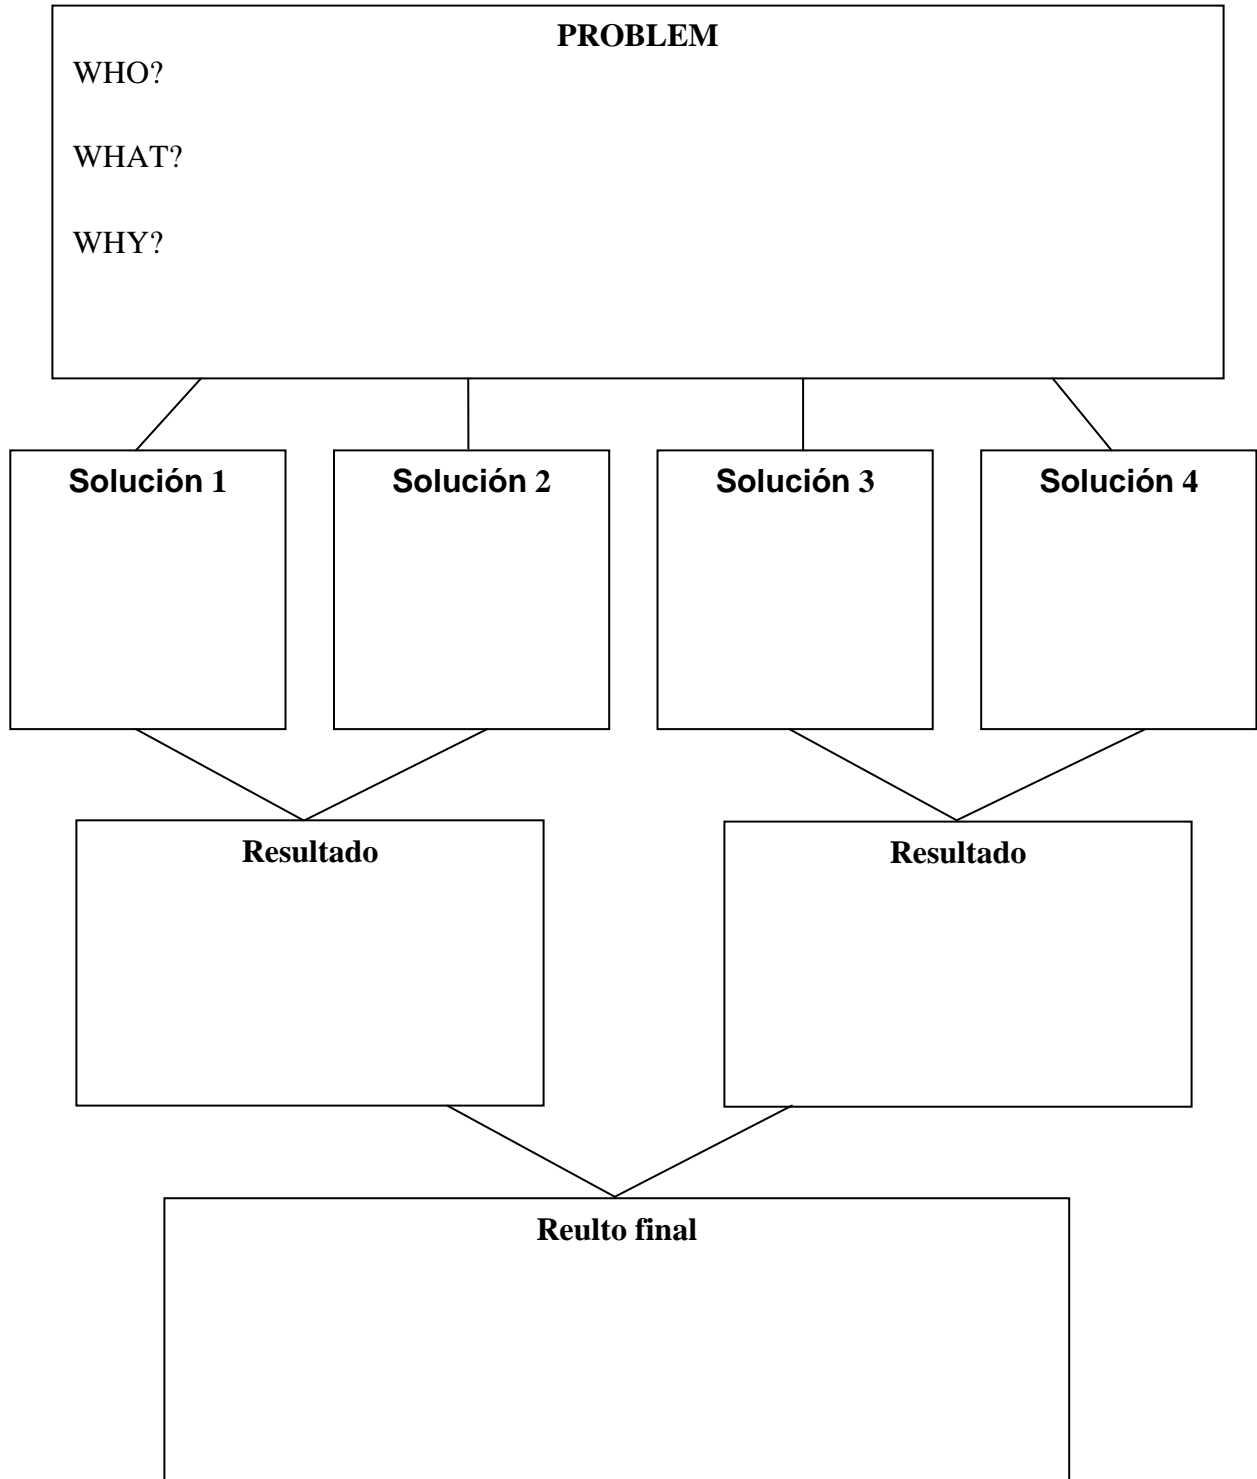 PROBLEM
WHO?
WHAT?
WHY?
Solución 1
Solución 2
Solución 3
Solución 4
Resultado
Resultado
Reulto final